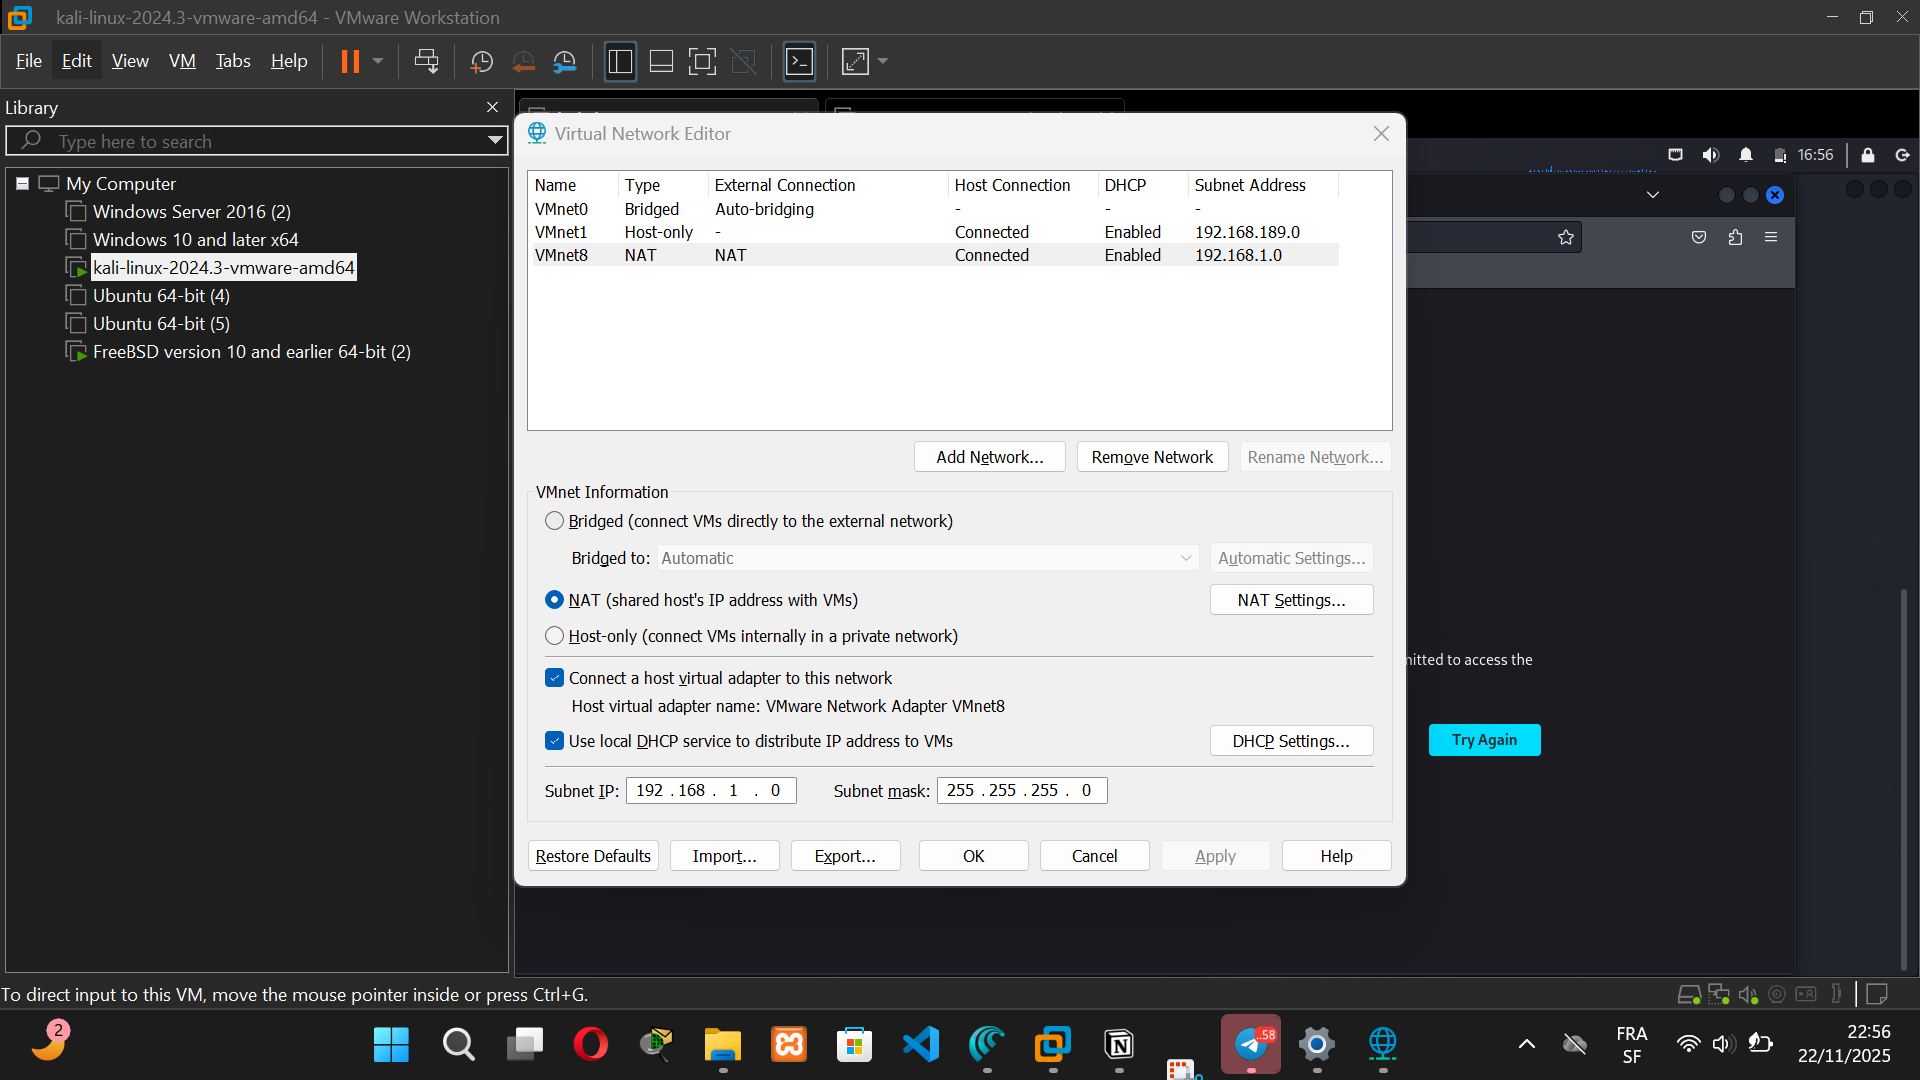 kali-linux-2024.3-vmware-amd64 - VMware Workstation
File Edit View VM Tabs Help
Library
Type here to search
My Computer
Windows Server 2016 (2)
Windows 10 and later x64
kali-linux-2024.3-vmware-amd64
Ubuntu 64-bit (4)
Ubuntu 64-bit (5)
FreeBSD version 10 and earlier 64-bit (2)
16:56
Virtual Network Editor
Name Type External Connection Host Connection DHCP Subnet Address
VMnet0 Bridged Auto-bridging - - -
VMnet1 Host-only - Connected Enabled 192.168.189.0
VMnet8 NAT NAT Connected Enabled 192.168.1.0
Add Network... Remove Network Rename Network...
VMnet Information
Bridged (connect VMs directly to the external network)
Bridged to: Automatic Automatic Settings...
NAT (shared host's IP address with VMs) NAT Settings...
Host-only (connect VMs internally in a private network)
Connect a host virtual adapter to this network
Host virtual adapter name: VMware Network Adapter VMnet8
Use local DHCP service to distribute IP address to VMs DHCP Settings...
Subnet IP: 192 . 168 . 1 . 0 Subnet mask: 255 . 255 . 255 . 0
Restore Defaults Import... Export... OK Cancel Apply Help
to access the
Try Again
To direct input to this VM, move the mouse pointer inside or press Ctrl+G.
2
58
FRA
SF
22:56
22/11/2025